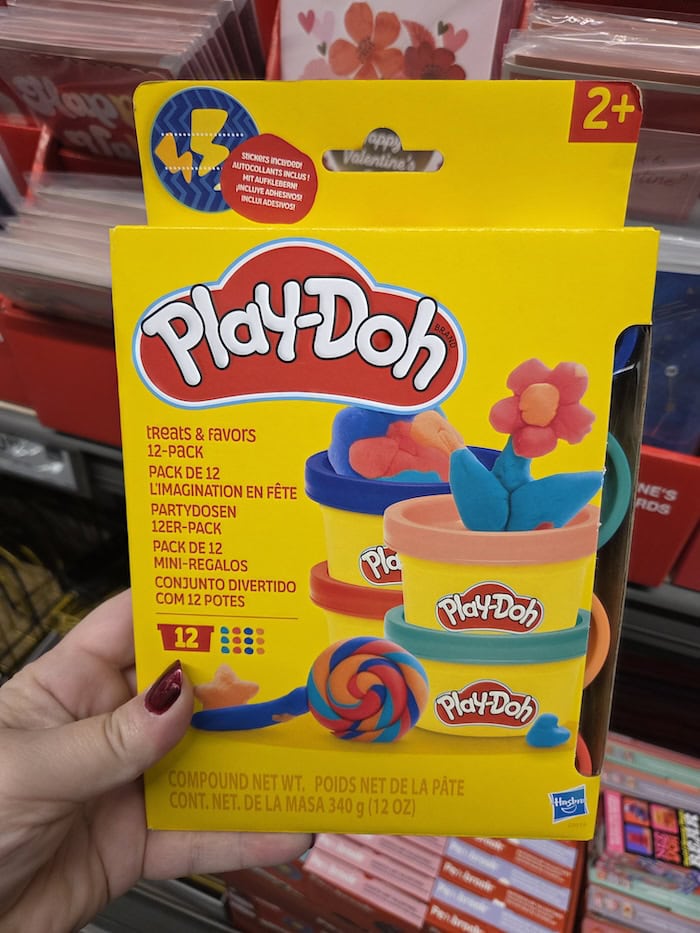 2+
STICKERS INCLUDED!
AUTOCOLLANTS INCLUS !
MIT AUFKLEBERN!
¡INCLUYE ADHESIVOS!
INCLUI ADESIVOS!
appy
Valentine's
Play-Doh
BRAND
treats & favors
12-PACK
PACK DE 12
L'IMAGINATION EN FÊTE
PARTYDOSEN
12ER-PACK
PACK DE 12
MINI-REGALOS
CONJUNTO DIVERTIDO
COM 12 POTES
12
Pla
Play-Doh
Play-Doh
COMPOUND NET WT. POIDS NET DE LA PÂTE
CONT. NET. DE LA MASA 340 g (12 OZ)
Hasbro
NE'S
RDS